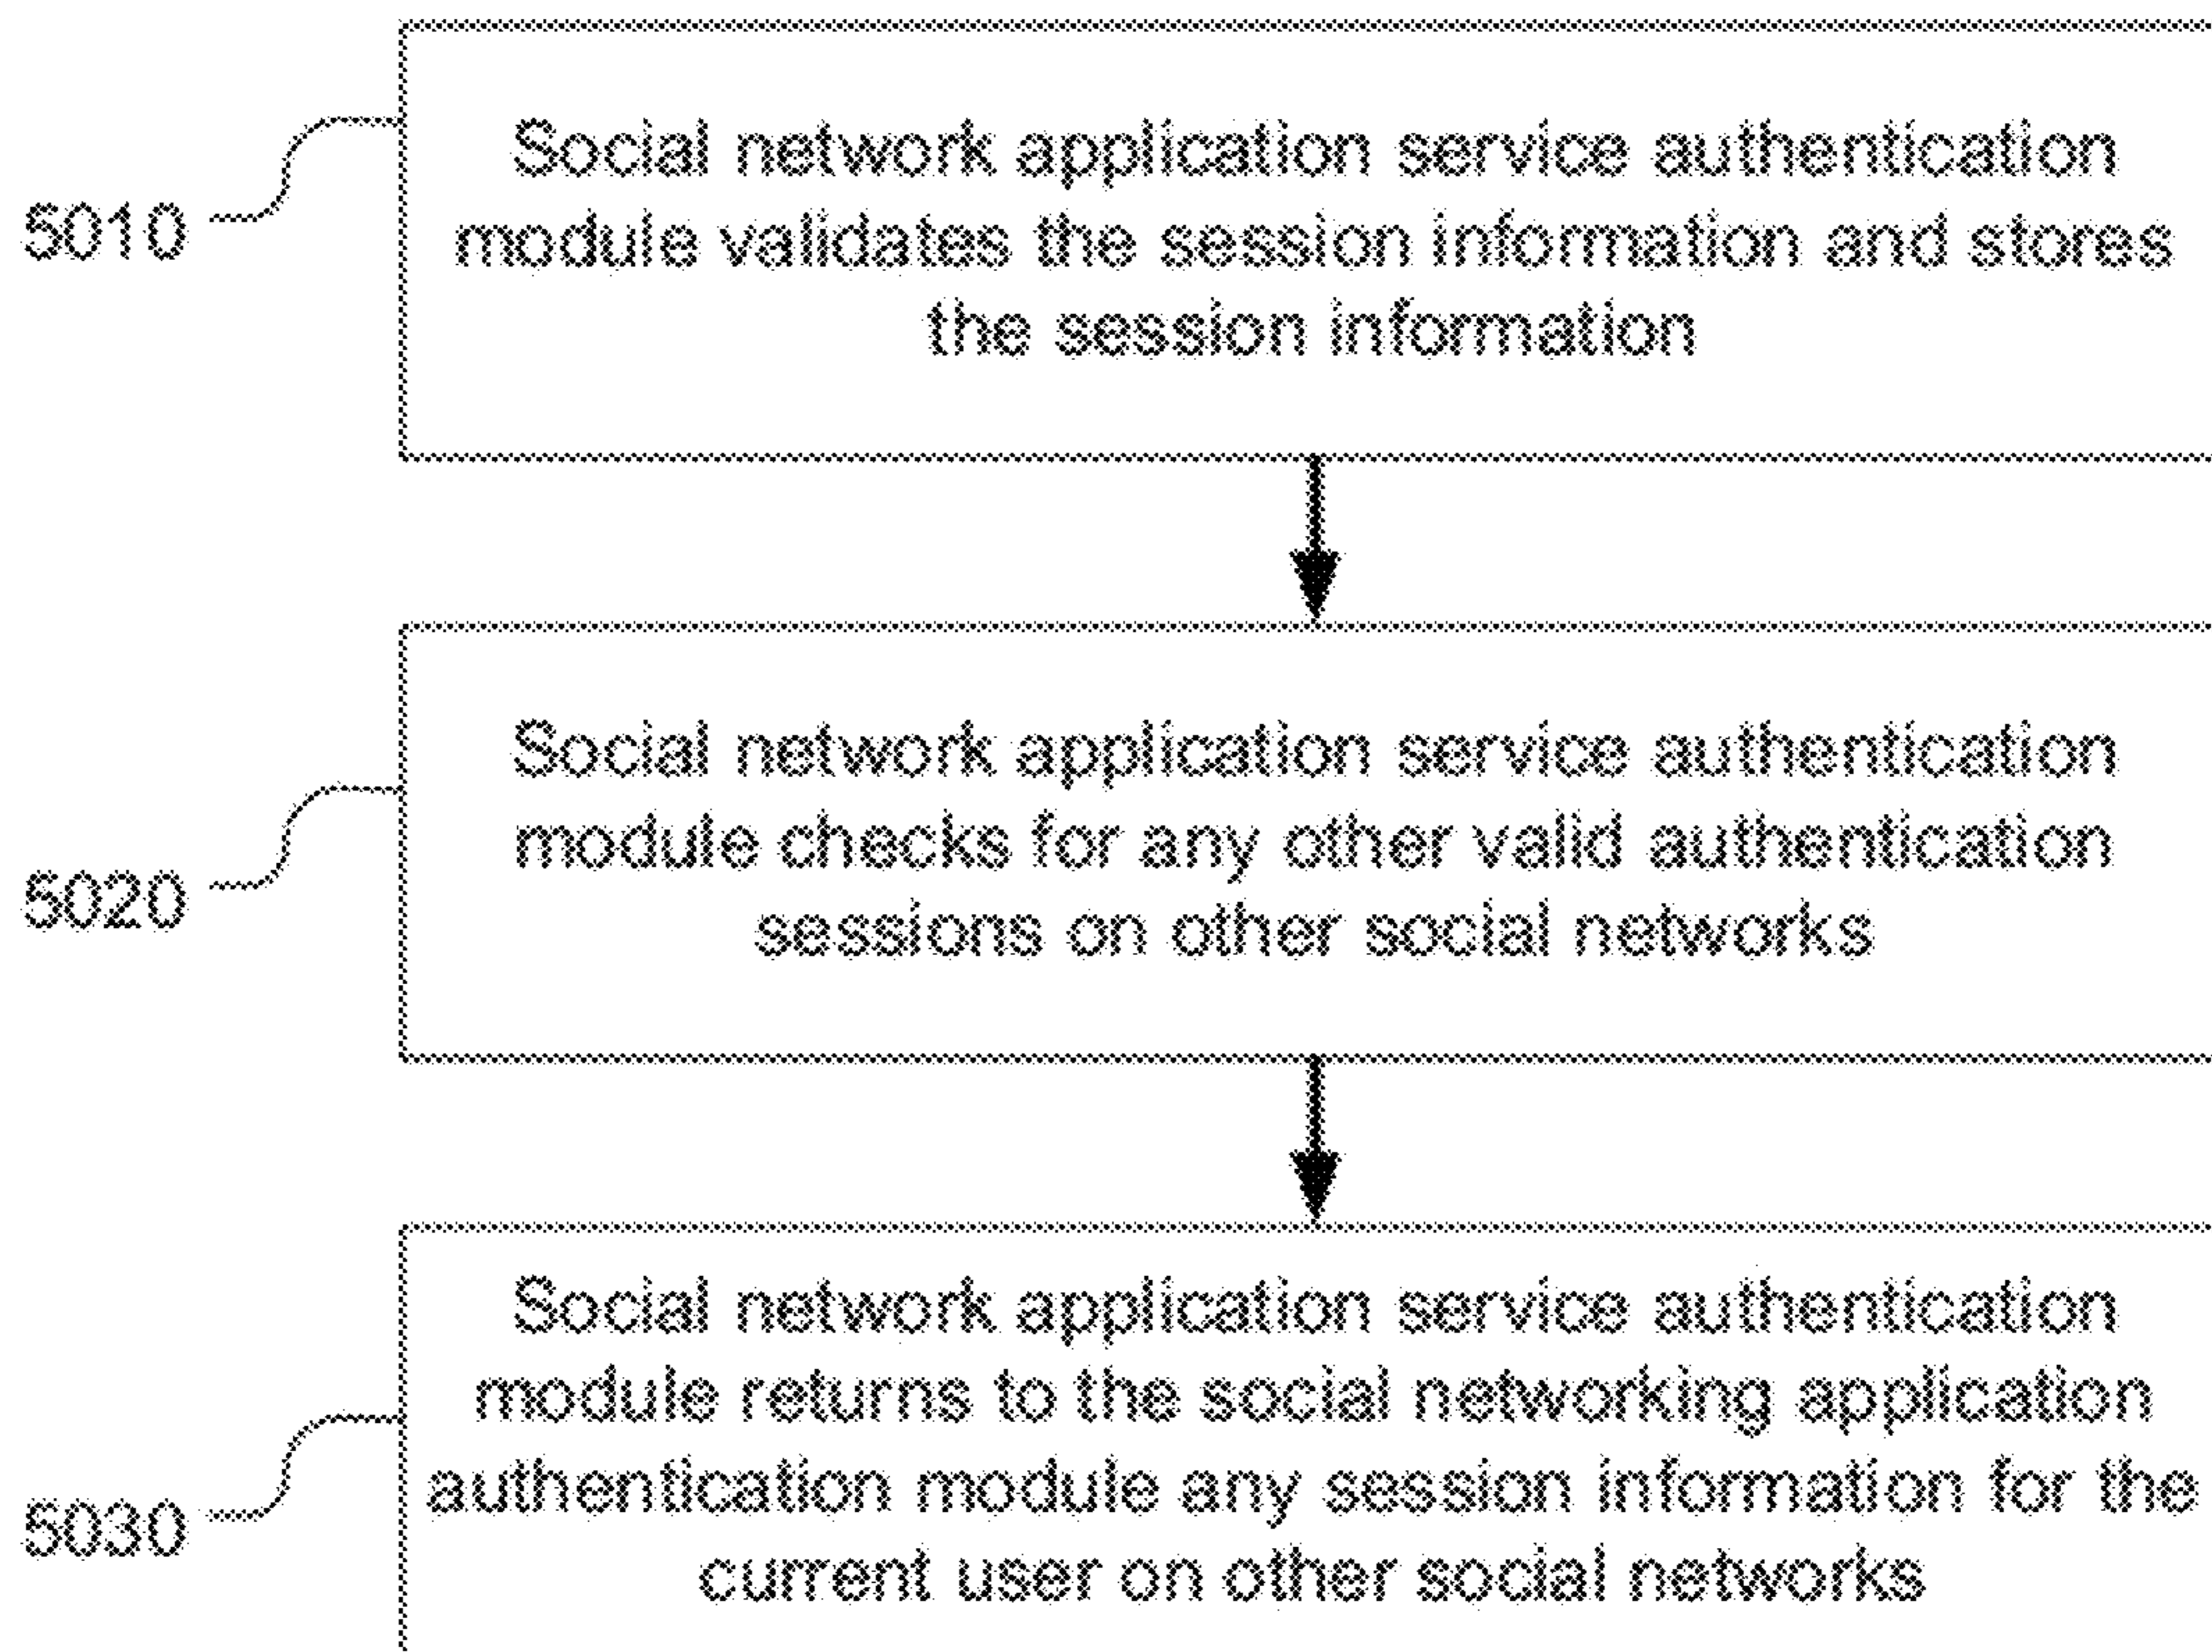 Social network application service authentication
5010
module validates the session information and stores
the session information
Social network application service authentication
module checks for any other valid authentication
5020
sessions on other social networks
Social network application service authentication
module returns to the social networking application
authentication module any session information for the
5030
current user on other social networks